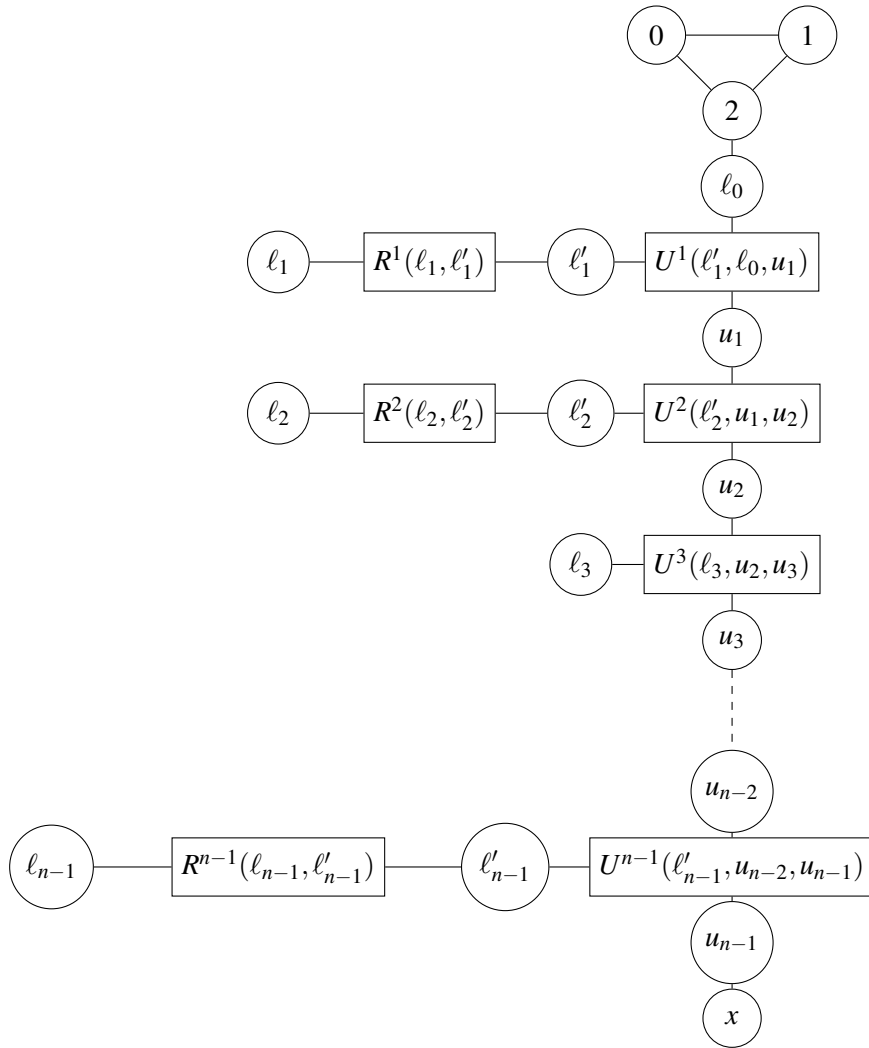 0 1
2
ℓ₀
ℓ₁ R¹(ℓ₁, ℓ′₁) ℓ′₁ U¹(ℓ′₁, ℓ₀, u₁)
u₁
ℓ₂ R²(ℓ₂, ℓ′₂) ℓ′₂ U²(ℓ′₂, u₁, u₂)
u₂
ℓ₃ U³(ℓ₃, u₂, u₃)
u₃
uₙ₋₂
ℓₙ₋₁ Rⁿ⁻¹(ℓₙ₋₁, ℓ′ₙ₋₁) ℓ′ₙ₋₁ Uⁿ⁻¹(ℓ′ₙ₋₁, uₙ₋₂, uₙ₋₁)
uₙ₋₁
x